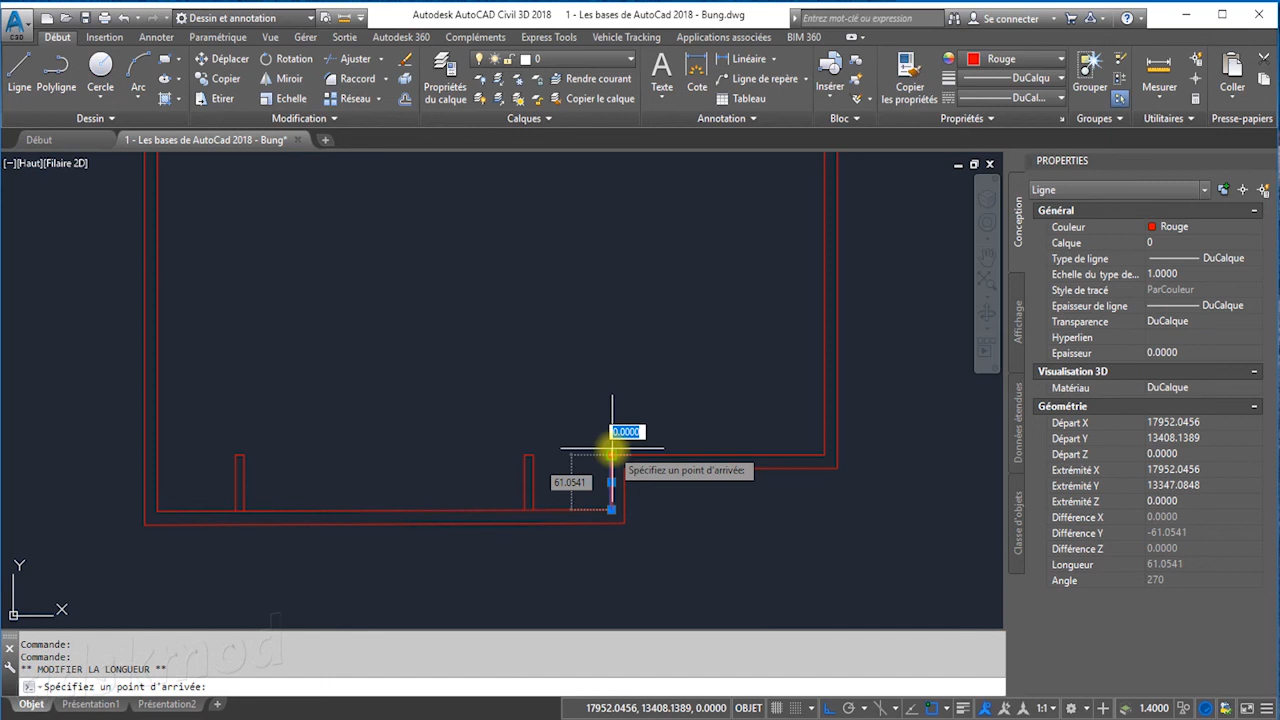 Dessin et annotation
Autodesk AutoCAD Civil 3D 2018 1 - Les bases de AutoCad 2018 - Bung.dwg
Entrez mot-clé ou expression
Se connecter
C3D
Début Insertion Annoter Paramétrique Vue Gérer Sortie Autodesk 360 Compléments Express Tools Vehicle Tracking Applications associées BIM 360
Ligne Polyligne Cercle Arc
Déplacer Rotation Ajuster
Copier Miroir Raccord
Etirer Echelle Réseau
Propriétés du calque
0
Rendre courant
Copier le calque
Texte Cote
Linéaire
Ligne de repère
Tableau
Insérer
Copier les propriétés
Rouge
DuCalqu
DuCal...
Grouper
Mesurer
Coller
Dessin Modification Calques Annotation Bloc Propriétés Groupes Utilitaires Presse-papiers
Début 1 - Les bases de AutoCad 2018 - Bung*
[−][Haut][Filaire 2D]
0.0000
Spécifiez un point d'arrivée:
61.0541
Y
X
PROPERTIES
Ligne
Conception
Affichage
Données étendues
Classe d'objets
Général
Couleur Rouge
Calque 0
Type de ligne DuCalque
Echelle du type de... 1.0000
Style de tracé ParCouleur
Epaisseur de ligne DuCalque
Transparence DuCalque
Hyperlien
Epaisseur 0.0000
Visualisation 3D
Matériau DuCalque
Géométrie
Départ X 17952.0456
Départ Y 13408.1389
Départ Z 0.0000
Extrémité X 17952.0456
Extrémité Y 13347.0848
Extrémité Z 0.0000
Différence X 0.0000
Différence Y -61.0541
Différence Z 0.0000
Longueur 61.0541
Angle 270
Commande:
Commande:
** MODIFIER LA LONGUEUR **
Spécifiez un point d'arrivée:
Objet Présentation1 Présentation2 +
17952.0456, 13408.1389, 0.0000 OBJET
1:1
1.4000